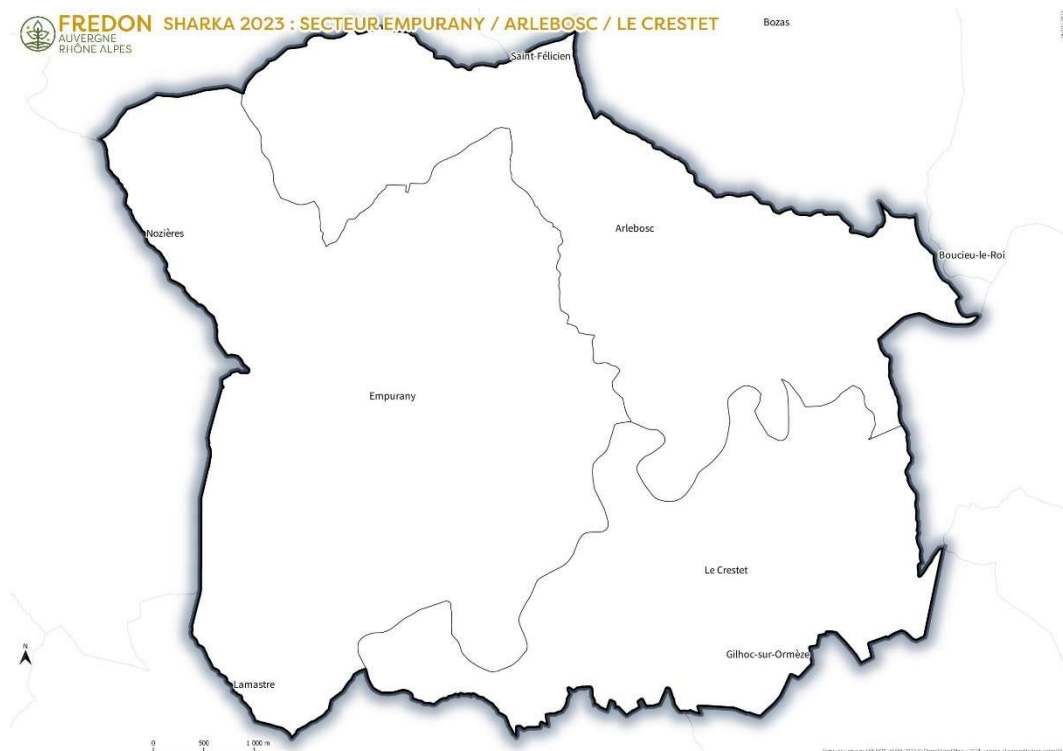 FREDON
AUVERGNE
RHÔNE ALPES
SHARKA 2023 : SECTEUR EMPURANY / ARLEBOSC / LE CRESTET
Bozas
Saint-Félicien
Nozières
Arlebosc
Boucieu-le-Roi
Empurany
Le Crestet
Gilhoc-sur-Ormèze
Lamastre
N
0 500 1 000 m